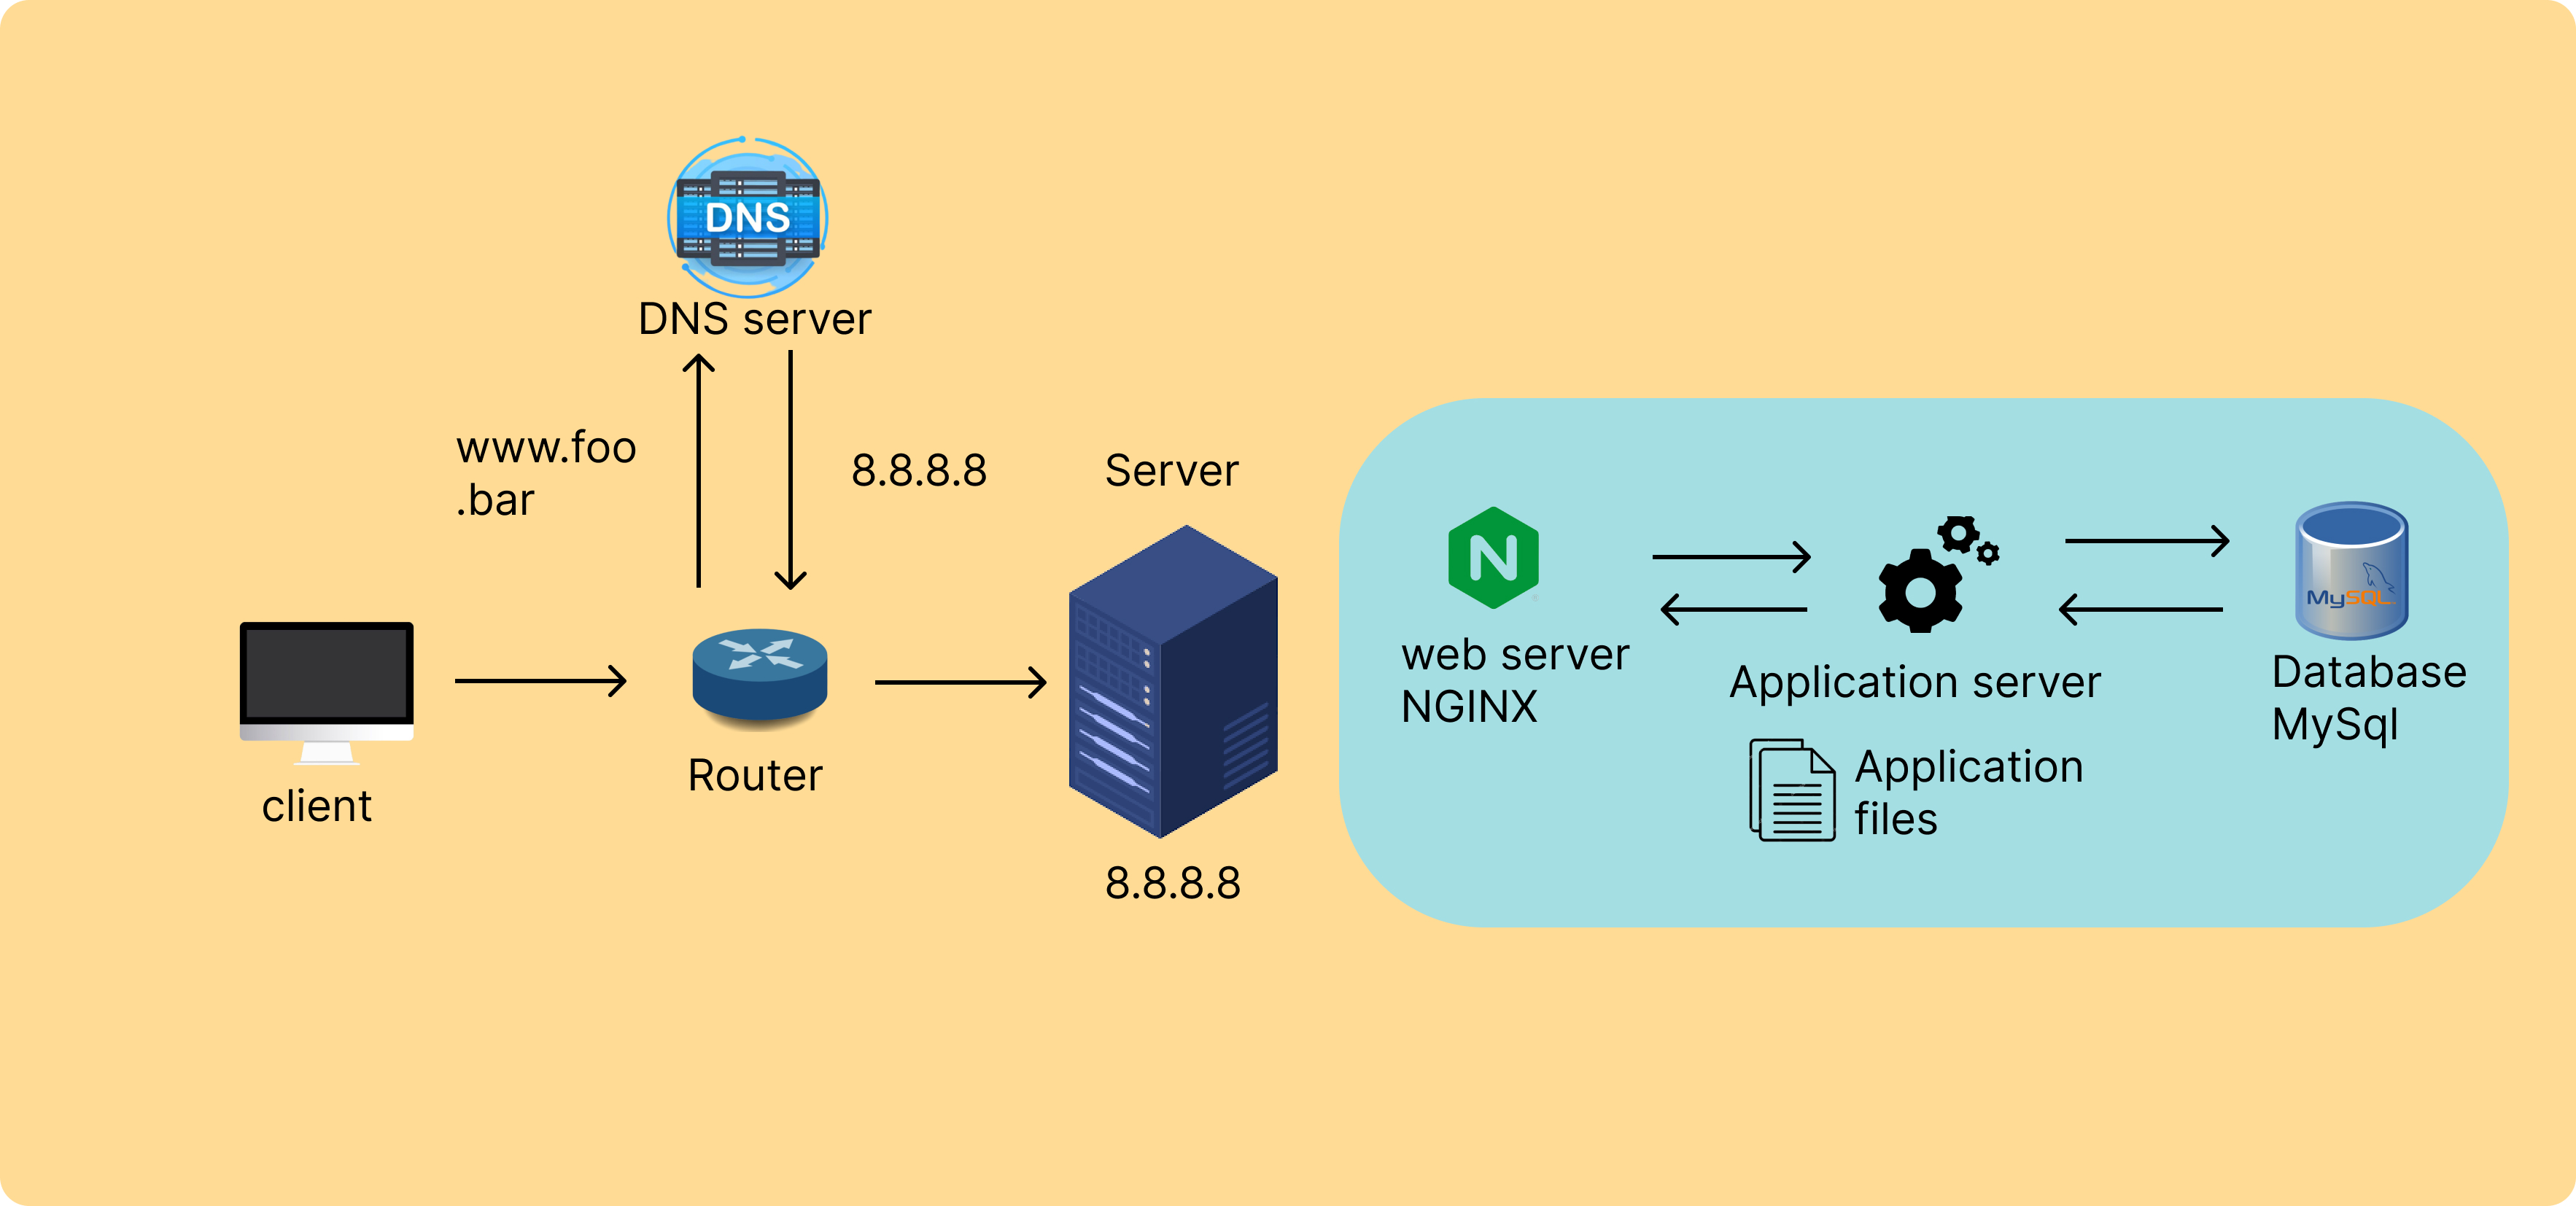 DNS
DNS server
www.foo
.bar
8.8.8.8
Server
client
Router
8.8.8.8
N
web server
NGINX
Application server
Application
files
MySQL
Database
MySql